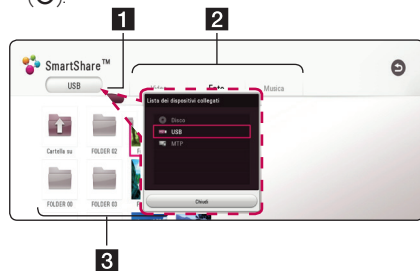 (
).
1
2
SmartShare™
USB
Foto
Musica
Lista dei dispositivi collegati
Disco
USB
MTP
Cartella su
FOLDER 02
FOLDER 00
FOLDER 03
Chiudi
3